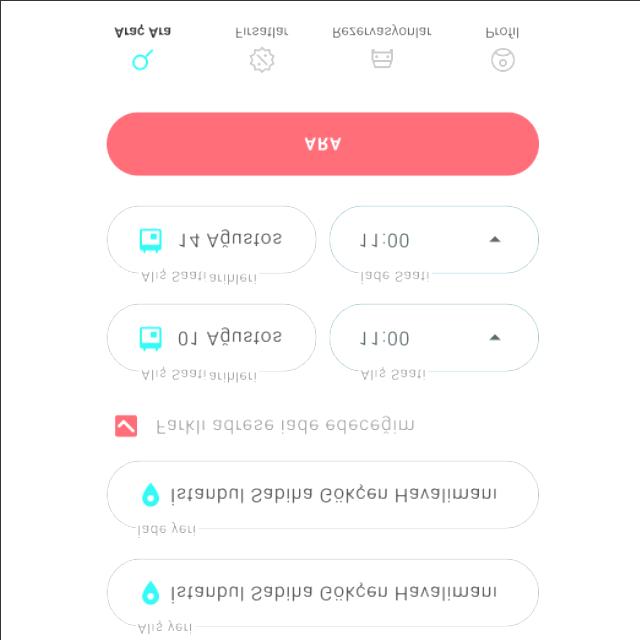 Alış yeri
İstanbul Sabiha Gökçen Havalimanı
İade yeri
İstanbul Sabiha Gökçen Havalimanı
Farklı adrese iade edeceğim
Alış Saati arihleri Alış Saati
01 Ağustos 11:00
Alış Saati arihleri İade Saati
14 Ağustos 11:00
ARA
Araç Ara Fırsatlar Rezervasyonlar Profil